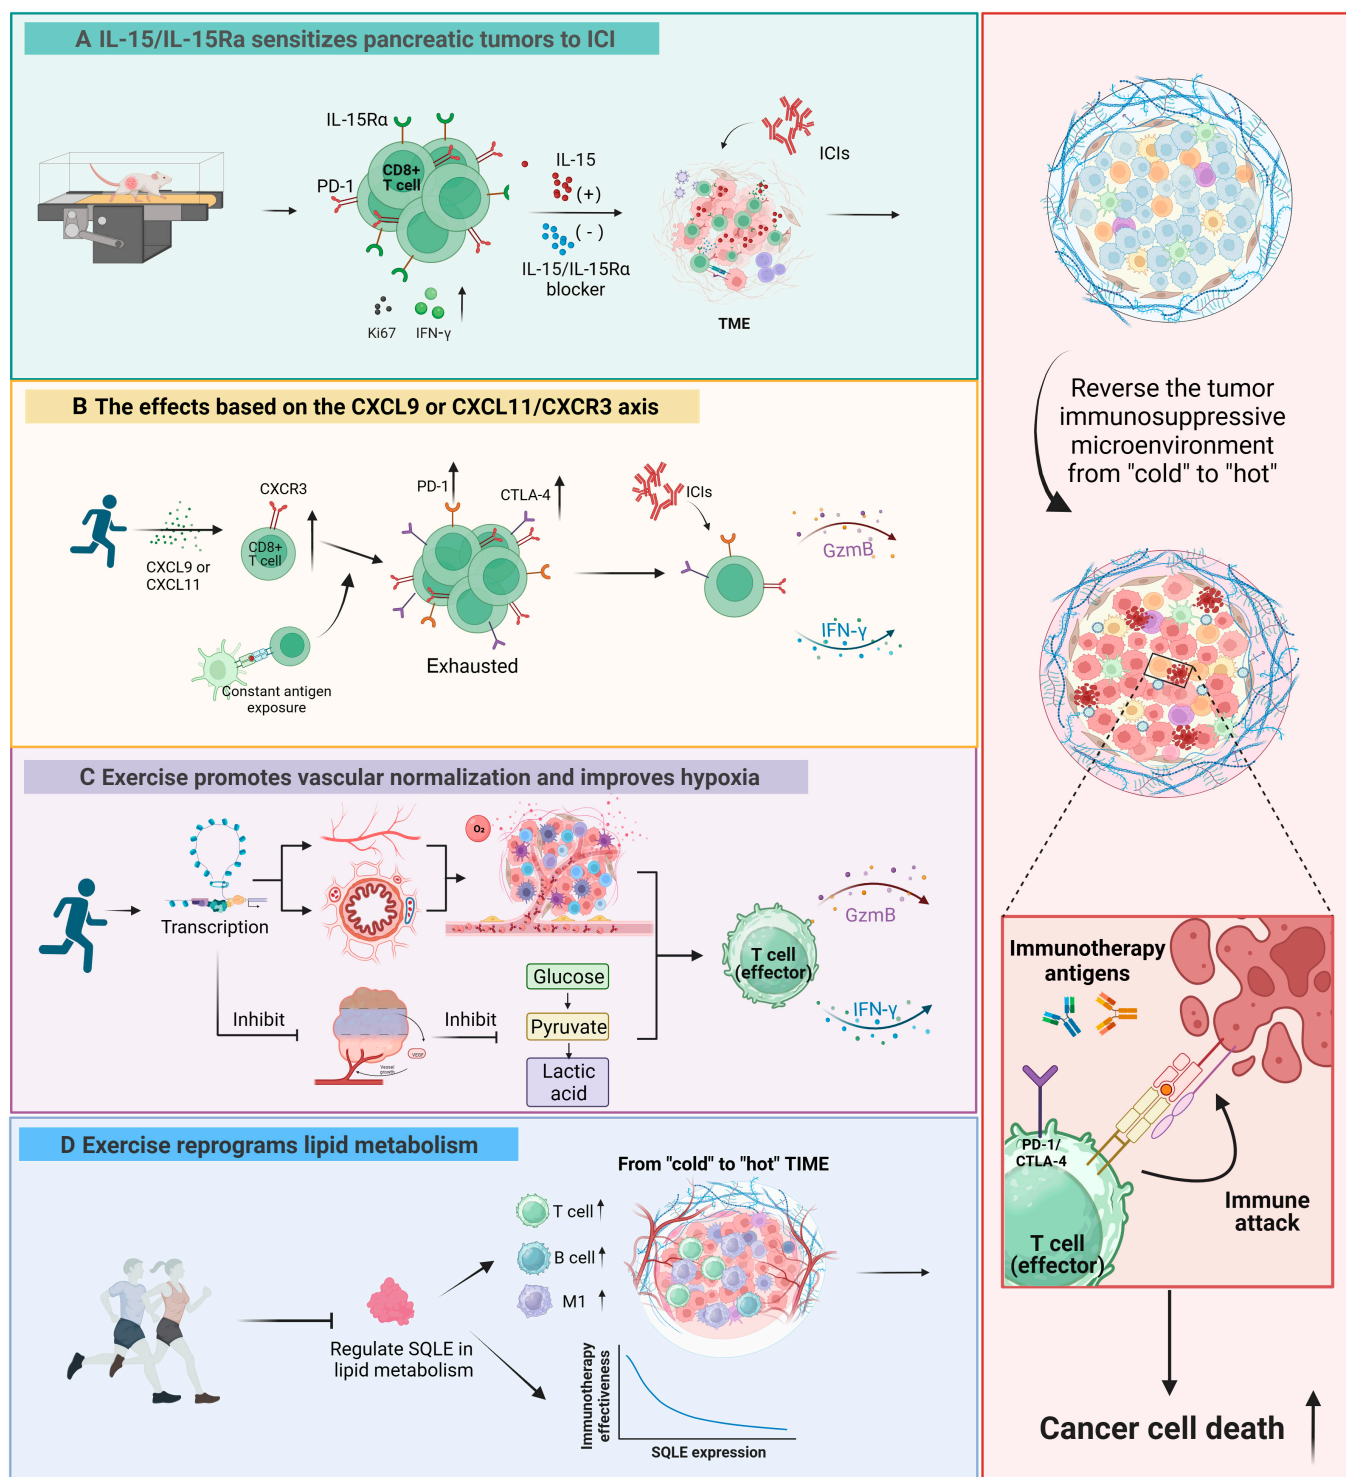 A IL-15/IL-15Ra sensitizes pancreatic tumors to ICI
IL-15Rα
CD8+
T cell
PD-1
Ki67
IFN-γ
IL-15
(+)
(-)
IL-15/IL-15Rα
blocker
ICIs
TME
B The effects based on the CXCL9 or CXCL11/CXCR3 axis
CXCL9 or
CXCL11
CXCR3
CD8+
T cell
Constant antigen
exposure
PD-1
CTLA-4
Exhausted
ICIs
GzmB
IFN-γ
C Exercise promotes vascular normalization and improves hypoxia
Transcription
O₂
Inhibit
VEGF
Vessel
growth
Inhibit
Glucose
Pyruvate
Lactic
acid
T cell
(effector)
GzmB
IFN-γ
D Exercise reprograms lipid metabolism
Regulate SQLE in
lipid metabolism
T cell
B cell
M1
From "cold" to "hot" TIME
Immunotherapy
effectiveness
SQLE expression
Reverse the tumor
immunosuppressive
microenvironment
from "cold" to "hot"
Immunotherapy
antigens
PD-1/
CTLA-4
T cell
(effector)
Immune
attack
Cancer cell death